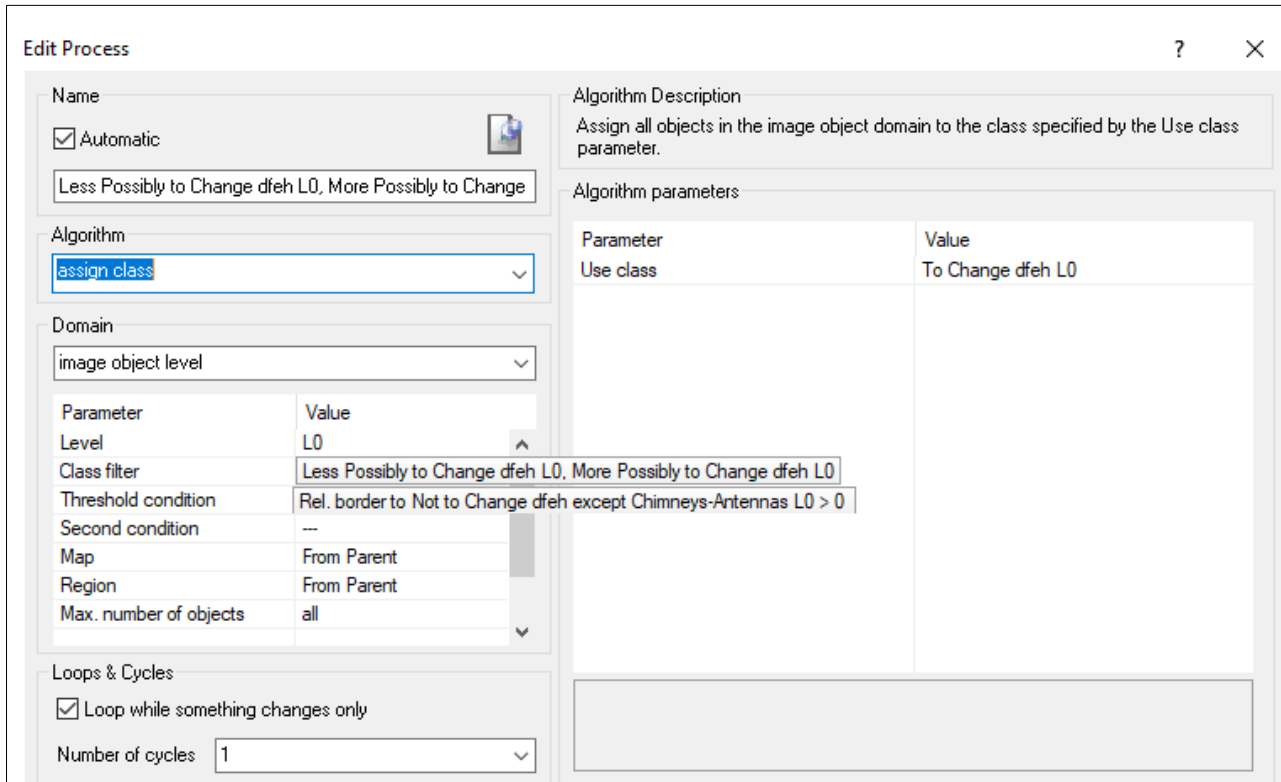 Edit Process
?
Name
Automatic
Less Possibly to Change dfeh L0, More Possibly to Change
Algorithm
assign class
Domain
image object level
Parameter Value
Level L0
Class filter Less Possibly to Change dfeh L0, More Possibly to Change dfeh L0
Threshold condition Rel. border to Not to Change dfeh except Chimneys-Antennas L0 > 0
Second condition ---
Map From Parent
Region From Parent
Max. number of objects all
Loops & Cycles
Loop while something changes only
Number of cycles 1
Algorithm Description
Assign all objects in the image object domain to the class specified by the Use class
parameter.
Algorithm parameters
Parameter Value
Use class To Change dfeh L0